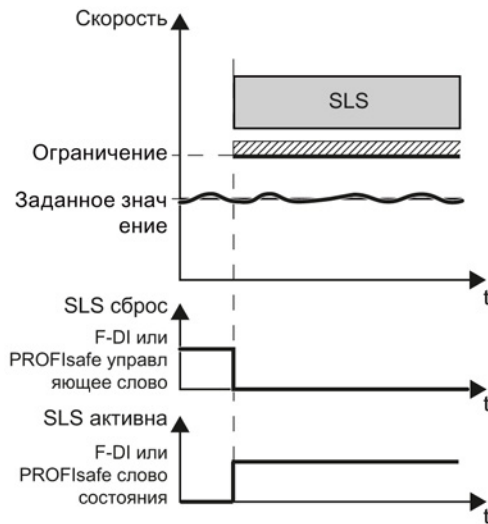 Скорость
SLS
Ограничение
Заданное знач
ение
t
SLS сброс
F-DI или
PROFIsafe управл
яющее слово
t
SLS активна
F-DI или
PROFIsafe слово
состояния
t